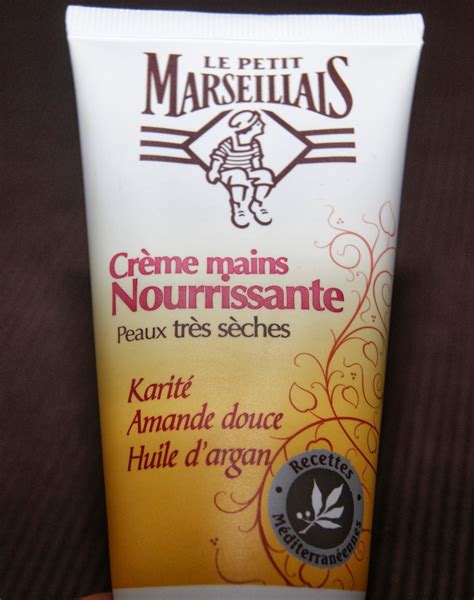 LE PETIT
MARSEILLAIS
Crème mains
Nourrissante
Peaux très sèches
Karité
Amande douce
Huile d'argan
Recettes
Méditerranéennes